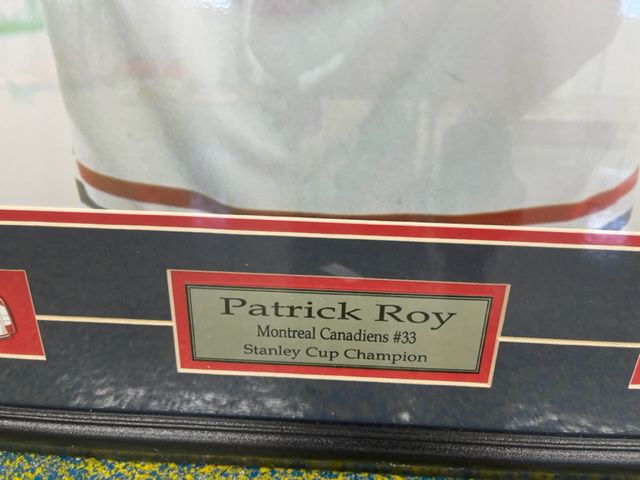 Patrick Roy
Montreal Canadiens #33
Stanley Cup Champion